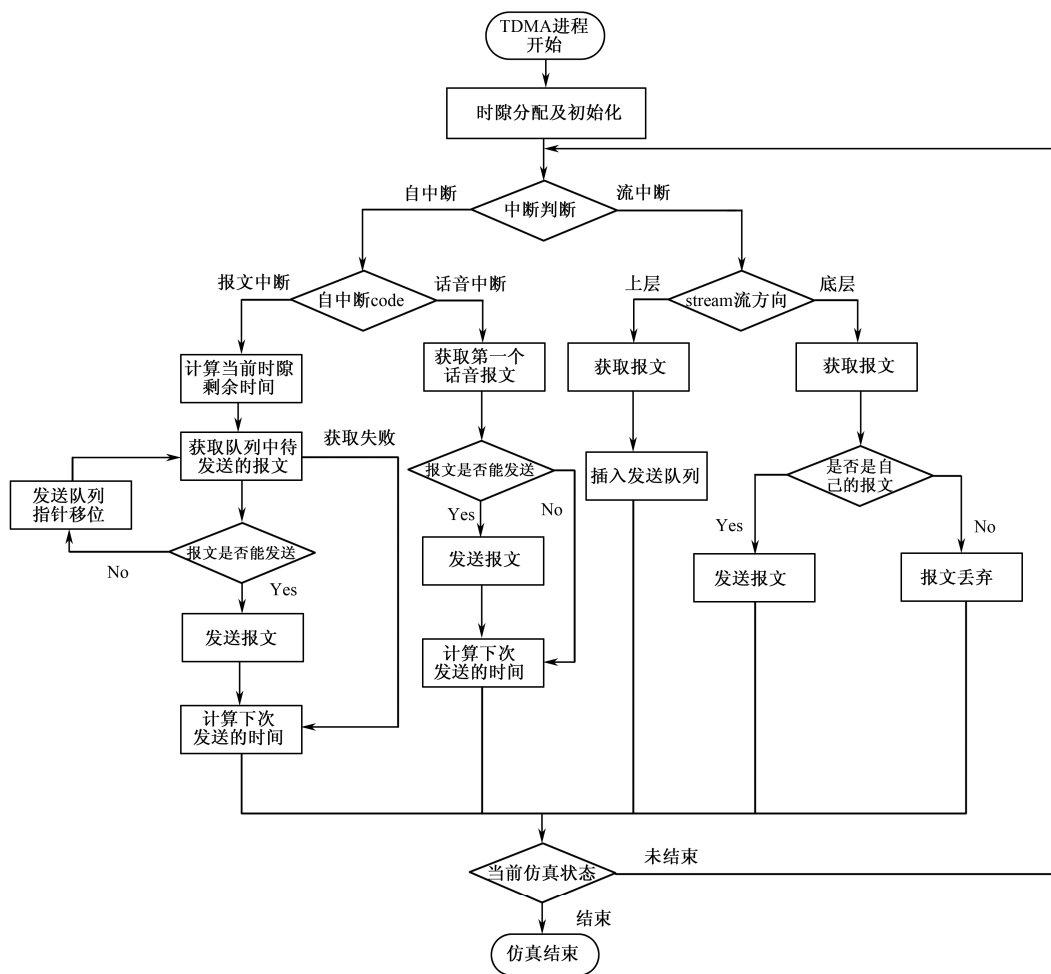 TDMA进程
开始
时隙分配及初始化
自中断
流中断
中断判断
报文中断
话音中断
上层
底层
自中断code
stream流方向
计算当前时隙
剩余时间
获取第一个
话音报文
获取报文
获取报文
获取队列中待
发送的报文
获取失败
发送队列
指针移位
报文是否能发送
插入发送队列
是否是自
己的报文
Yes
No
Yes
No
报文是否能发送
No
Yes
发送报文
发送报文
报文丢弃
发送报文
计算下次
发送的时间
计算下次
发送的时间
当前仿真状态
未结束
结束
仿真结束